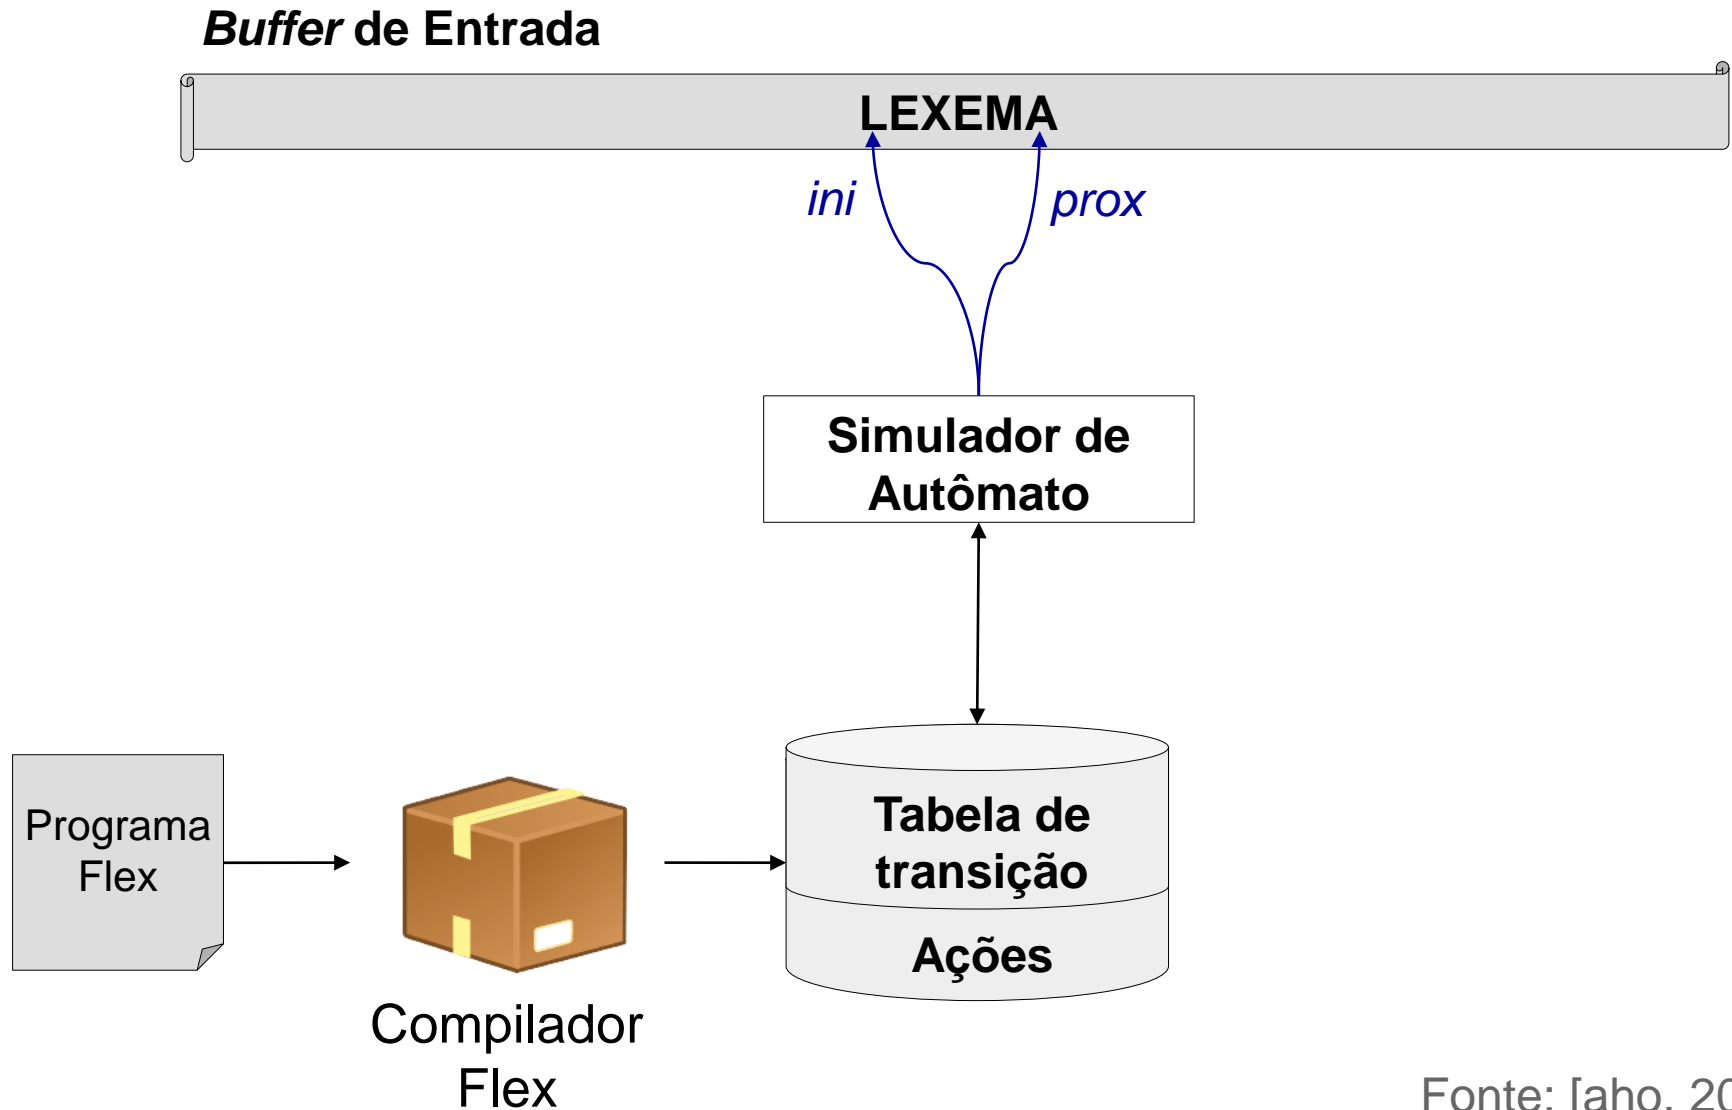 Buffer de Entrada
LEXEMA
ini
prox
Simulador de
Autômato
Programa
Flex
Tabela de
transição
Ações
Compilador
Flex
Fonte: [aho, 20